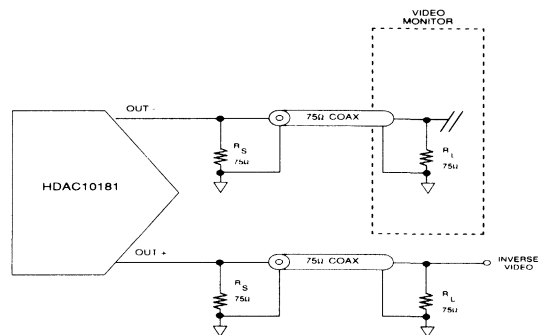 VIDEO
MONITOR
OUT -
75Ω COAX
R S
75Ω
R L
75Ω
HDAC10181
OUT +
75Ω COAX
INVERSE
VIDEO
R S
75Ω
R L
75Ω